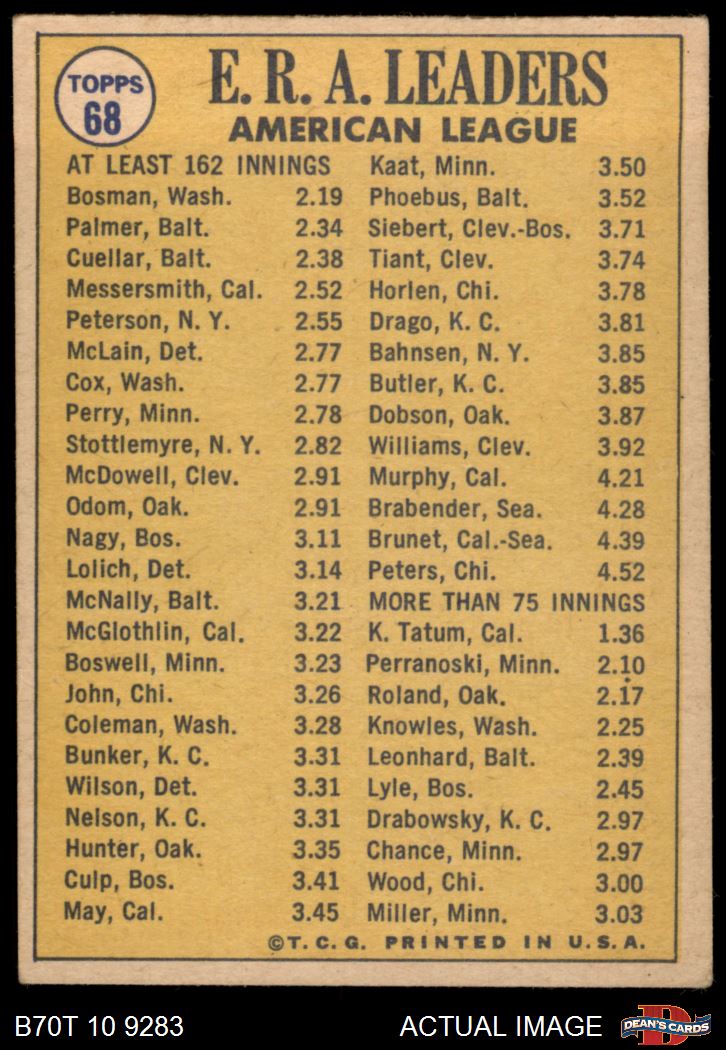 TOPPS
68
E. R. A. LEADERS
AMERICAN LEAGUE
AT LEAST 162 INNINGS
Bosman, Wash. 2.19
Palmer, Balt. 2.34
Cuellar, Balt. 2.38
Messersmith, Cal. 2.52
Peterson, N. Y. 2.55
McLain, Det. 2.77
Cox, Wash. 2.77
Perry, Minn. 2.78
Stottlemyre, N. Y. 2.82
McDowell, Clev. 2.91
Odom, Oak. 2.91
Nagy, Bos. 3.11
Lolich, Det. 3.14
McNally, Balt. 3.21
McGlothlin, Cal. 3.22
Boswell, Minn. 3.23
John, Chi. 3.26
Coleman, Wash. 3.28
Bunker, K. C. 3.31
Wilson, Det. 3.31
Nelson, K. C. 3.31
Hunter, Oak. 3.35
Culp, Bos. 3.41
May, Cal. 3.45
Kaat, Minn. 3.50
Phoebus, Balt. 3.52
Siebert, Clev.-Bos. 3.71
Tiant, Clev. 3.74
Horlen, Chi. 3.78
Drago, K. C. 3.81
Bahnsen, N. Y. 3.85
Butler, K. C. 3.85
Dobson, Oak. 3.87
Williams, Clev. 3.92
Murphy, Cal. 4.21
Brabender, Sea. 4.28
Brunet, Cal.-Sea. 4.39
Peters, Chi. 4.52
MORE THAN 75 INNINGS
K. Tatum, Cal. 1.36
Perranoski, Minn. 2.10
Roland, Oak. 2.17
Knowles, Wash. 2.25
Leonhard, Balt. 2.39
Lyle, Bos. 2.45
Drabowsky, K. C. 2.97
Chance, Minn. 2.97
Wood, Chi. 3.00
Miller, Minn. 3.03
©T. C. G. PRINTED IN U. S. A.
B70T 10 9283
ACTUAL IMAGE
D
DEAN'S CARDS